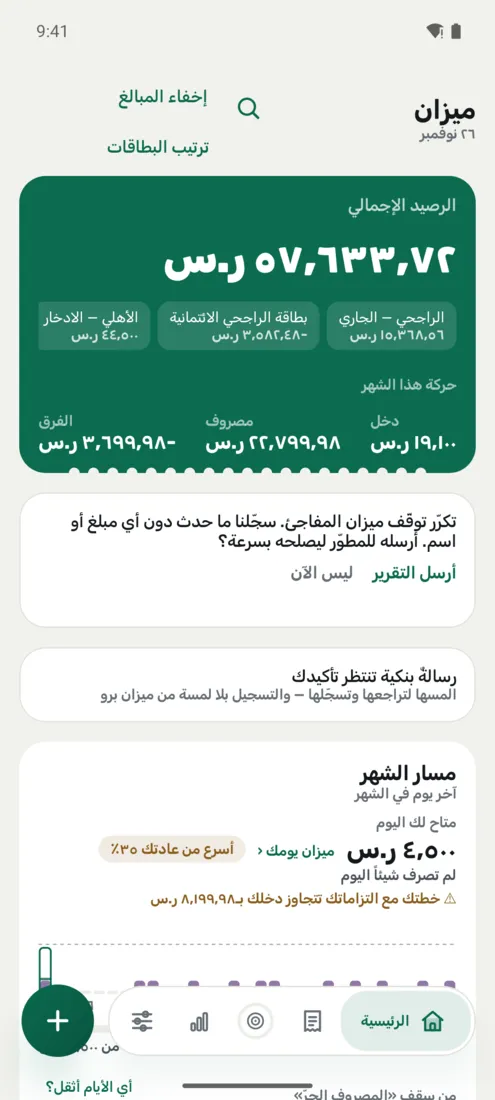 9:41
ميزان
٢٦ نوفمبر
إخفاء المبالغ
ترتيب البطاقات
الرصيد الإجمالي
٥٧,٦٣٣,٧٢ ر.س
الراجحي – الجاري
١٥,٣٦٨,٥٦ ر.س
بطاقة الراجحي الائتمانية
-٣,٥٨٢,٤٨ ر.س
الأهلي – الادخار
٤٤,٥٠٠ ر.س
حركة هذا الشهر
دخل
١٩,١٠٠ ر.س
مصروف
٢٢,٧٩٩,٩٨ ر.س
الفرق
-٣,٦٩٩,٩٨ ر.س
تكرّر توقّف ميزان المفاجئ. سجّلنا ما حدث دون أي مبلغ أو
اسم. أرسله للمطوّر ليصلحه بسرعة؟
أرسل التقرير
ليس الآن
رسالةٌ بنكية تنتظر تأكيدك
المسها لتراجعها وتسجّلها – والتسجيل بلا لمسة من ميزان برو
مسار الشهر
آخر يوم في الشهر
متاح لك اليوم
٤,٥٠٠ ر.س
ميزان يومك ›
أسرع من عادتك ٣٥٪
لم تصرف شيئاً اليوم
⚠ خطتك مع التزاماتك تتجاوز دخلك بـ٨,١٩٩,٩٨ ر.س
الرئيسية
أي الأيام أثقل؟
من سقف «المصروف الحرّ»